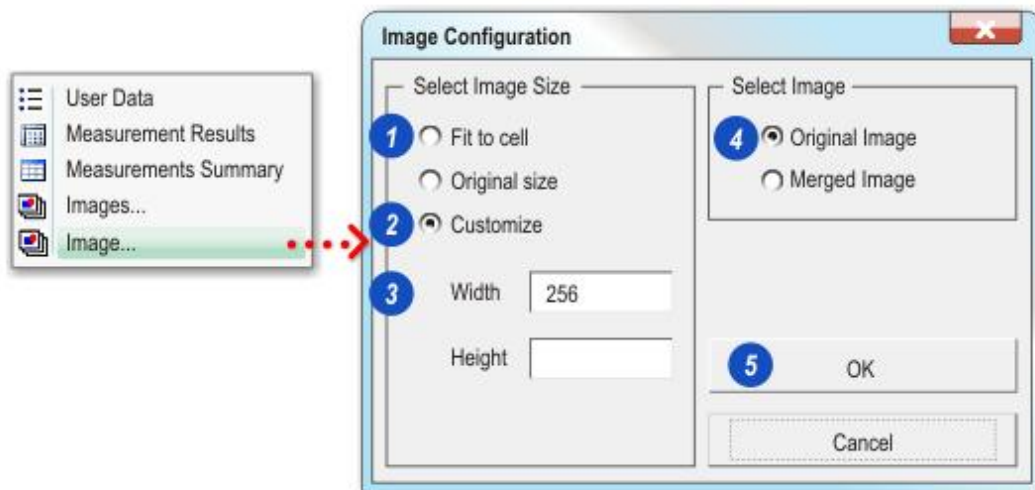 User Data
Measurement Results
Measurements Summary
Images...
Image...
Image Configuration
Select Image Size
1 Fit to cell
Original size
2 Customize
3 Width 256
Height
Select Image
4 Original Image
Merged Image
5 OK
Cancel